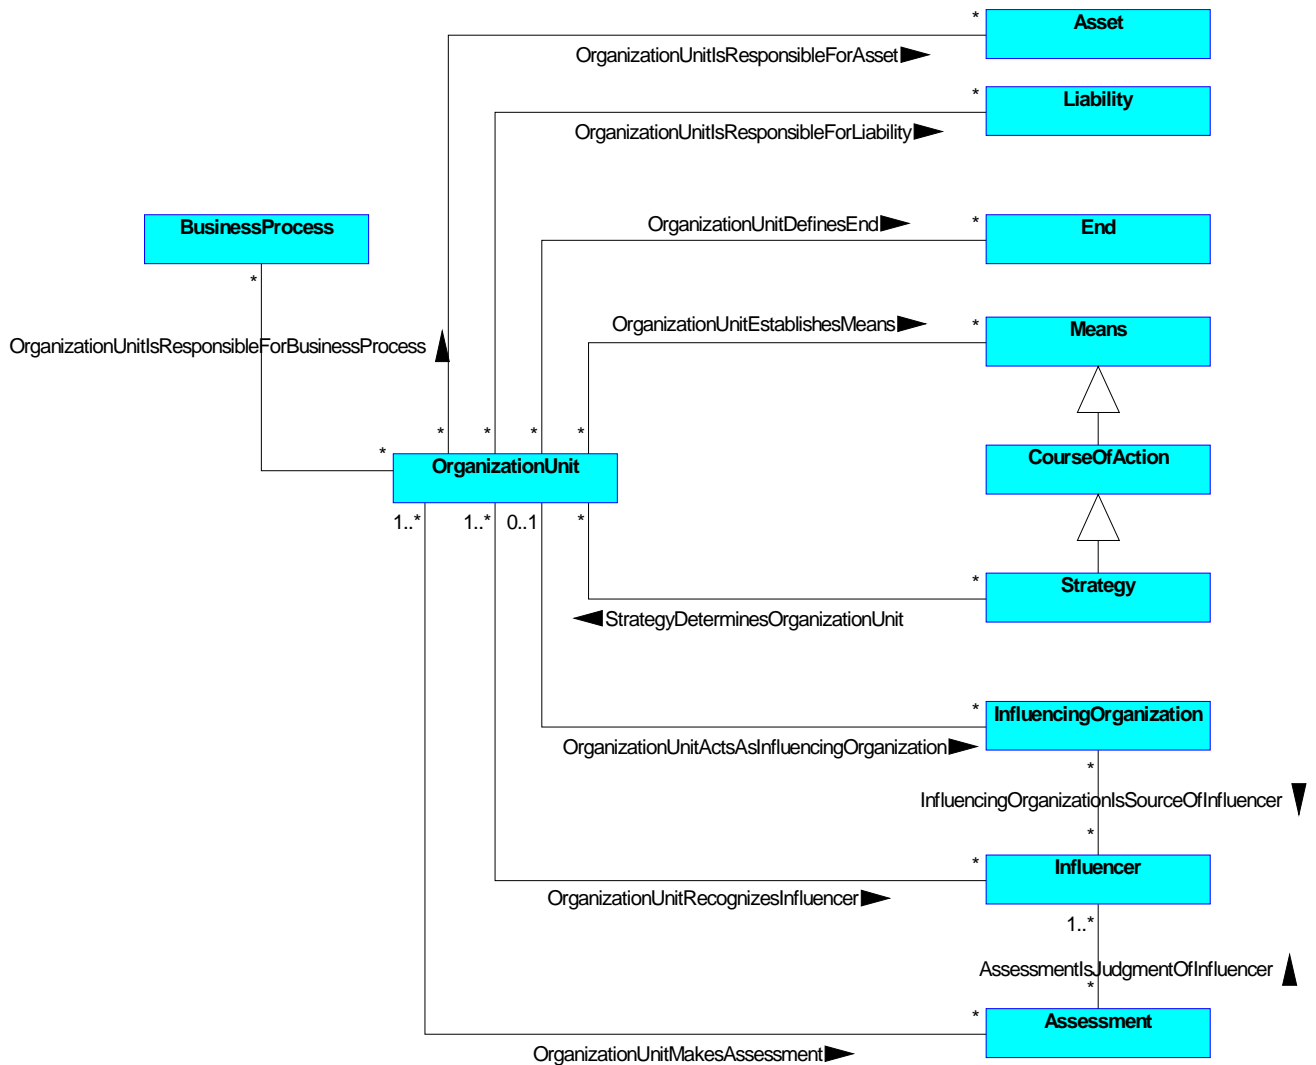 *
Asset
OrganizationUnitIsResponsibleForAsset
*
Liability
OrganizationUnitIsResponsibleForLiability
BusinessProcess
*
OrganizationUnitDefinesEnd
*
End
OrganizationUnitEstablishesMeans
*
Means
OrganizationUnitIsResponsibleForBusinessProcess
*
*
*
*
*
OrganizationUnit
CourseOfAction
1..*
1..*
0..1
*
*
Strategy
StrategyDeterminesOrganizationUnit
*
InfluencingOrganization
OrganizationUnitActsAsInfluencingOrganization
*
InfluencingOrganizationIsSourceOfInfluencer
*
*
Influencer
OrganizationUnitRecognizesInfluencer
1..*
AssessmentIsJudgmentOfInfluencer
*
*
Assessment
OrganizationUnitMakesAssessment